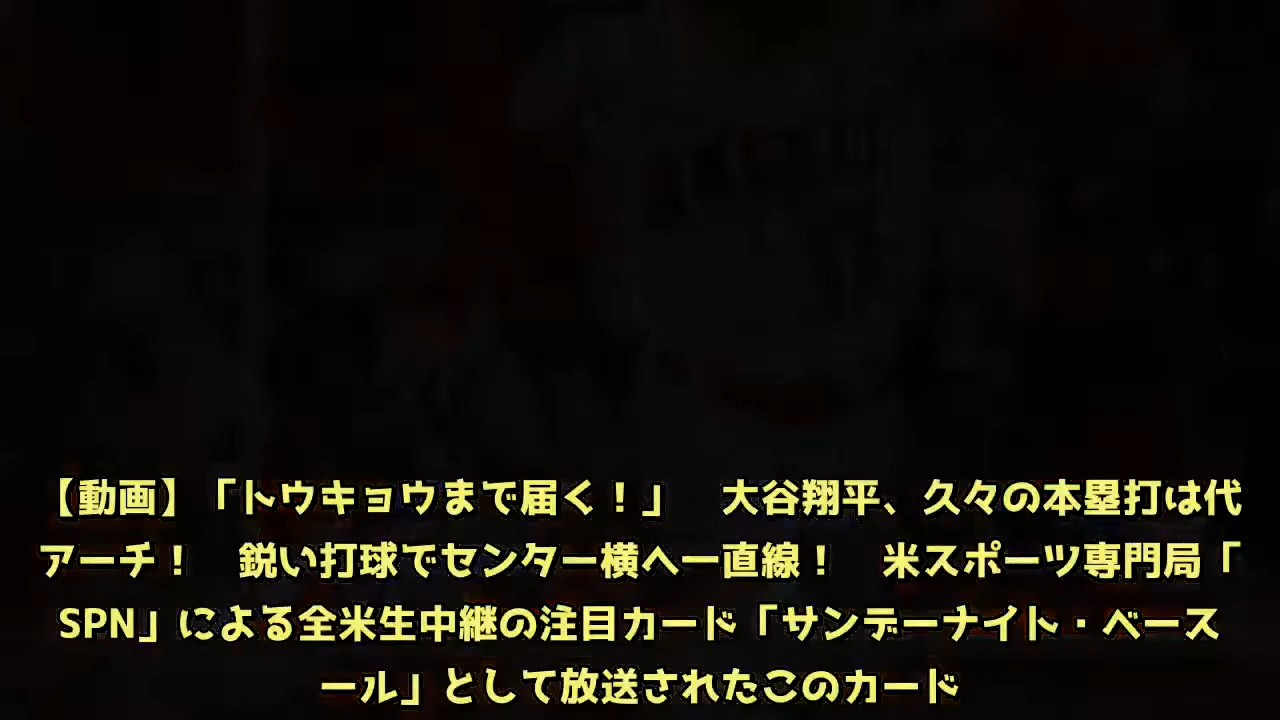 【動画】「トウキョウまで届く！」　大谷翔平、久々の本塁打は代
アーチ！　鋭い打球でセンター横へ一直線！　米スポーツ専門局「
SPN」による全米生中継の注目カード「サンデーナイト・ベース
ール」として放送されたこのカード